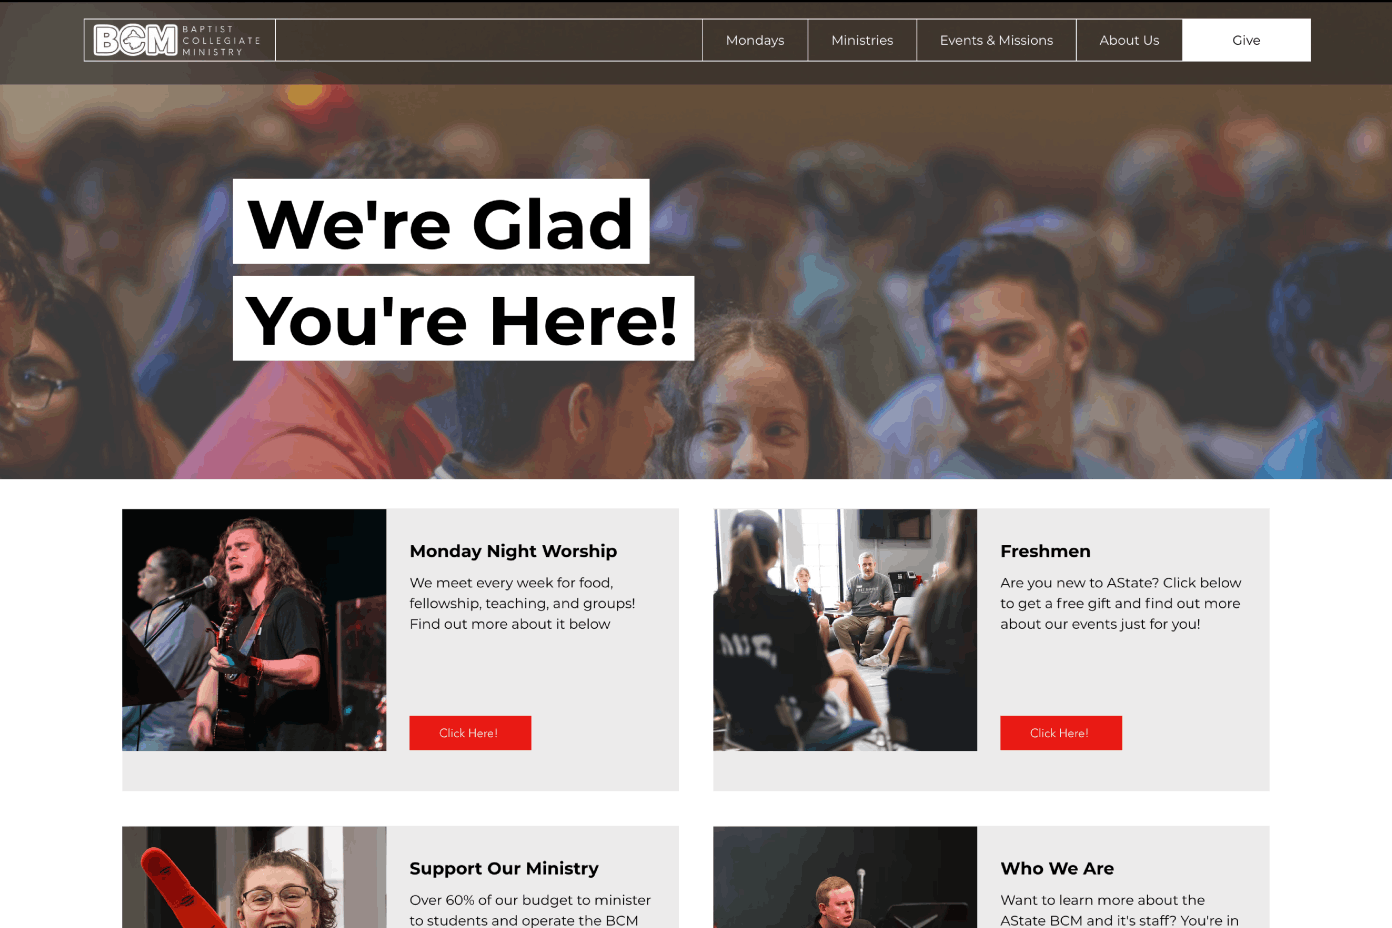 BCM
BAPTIST
COLLEGIATE
MINISTRY
Mondays
Ministries
Events & Missions
About Us
Give
We're Glad
You're Here!
Monday Night Worship
We meet every week for food,
fellowship, teaching, and groups!
Find out more about it below
Click Here!
Freshmen
Are you new to AState? Click below
to get a free gift and find out more
about our events just for you!
Click Here!
Support Our Ministry
Over 60% of our budget to minister
to students and operate the BCM
Who We Are
Want to learn more about the
AState BCM and it's staff? You're in